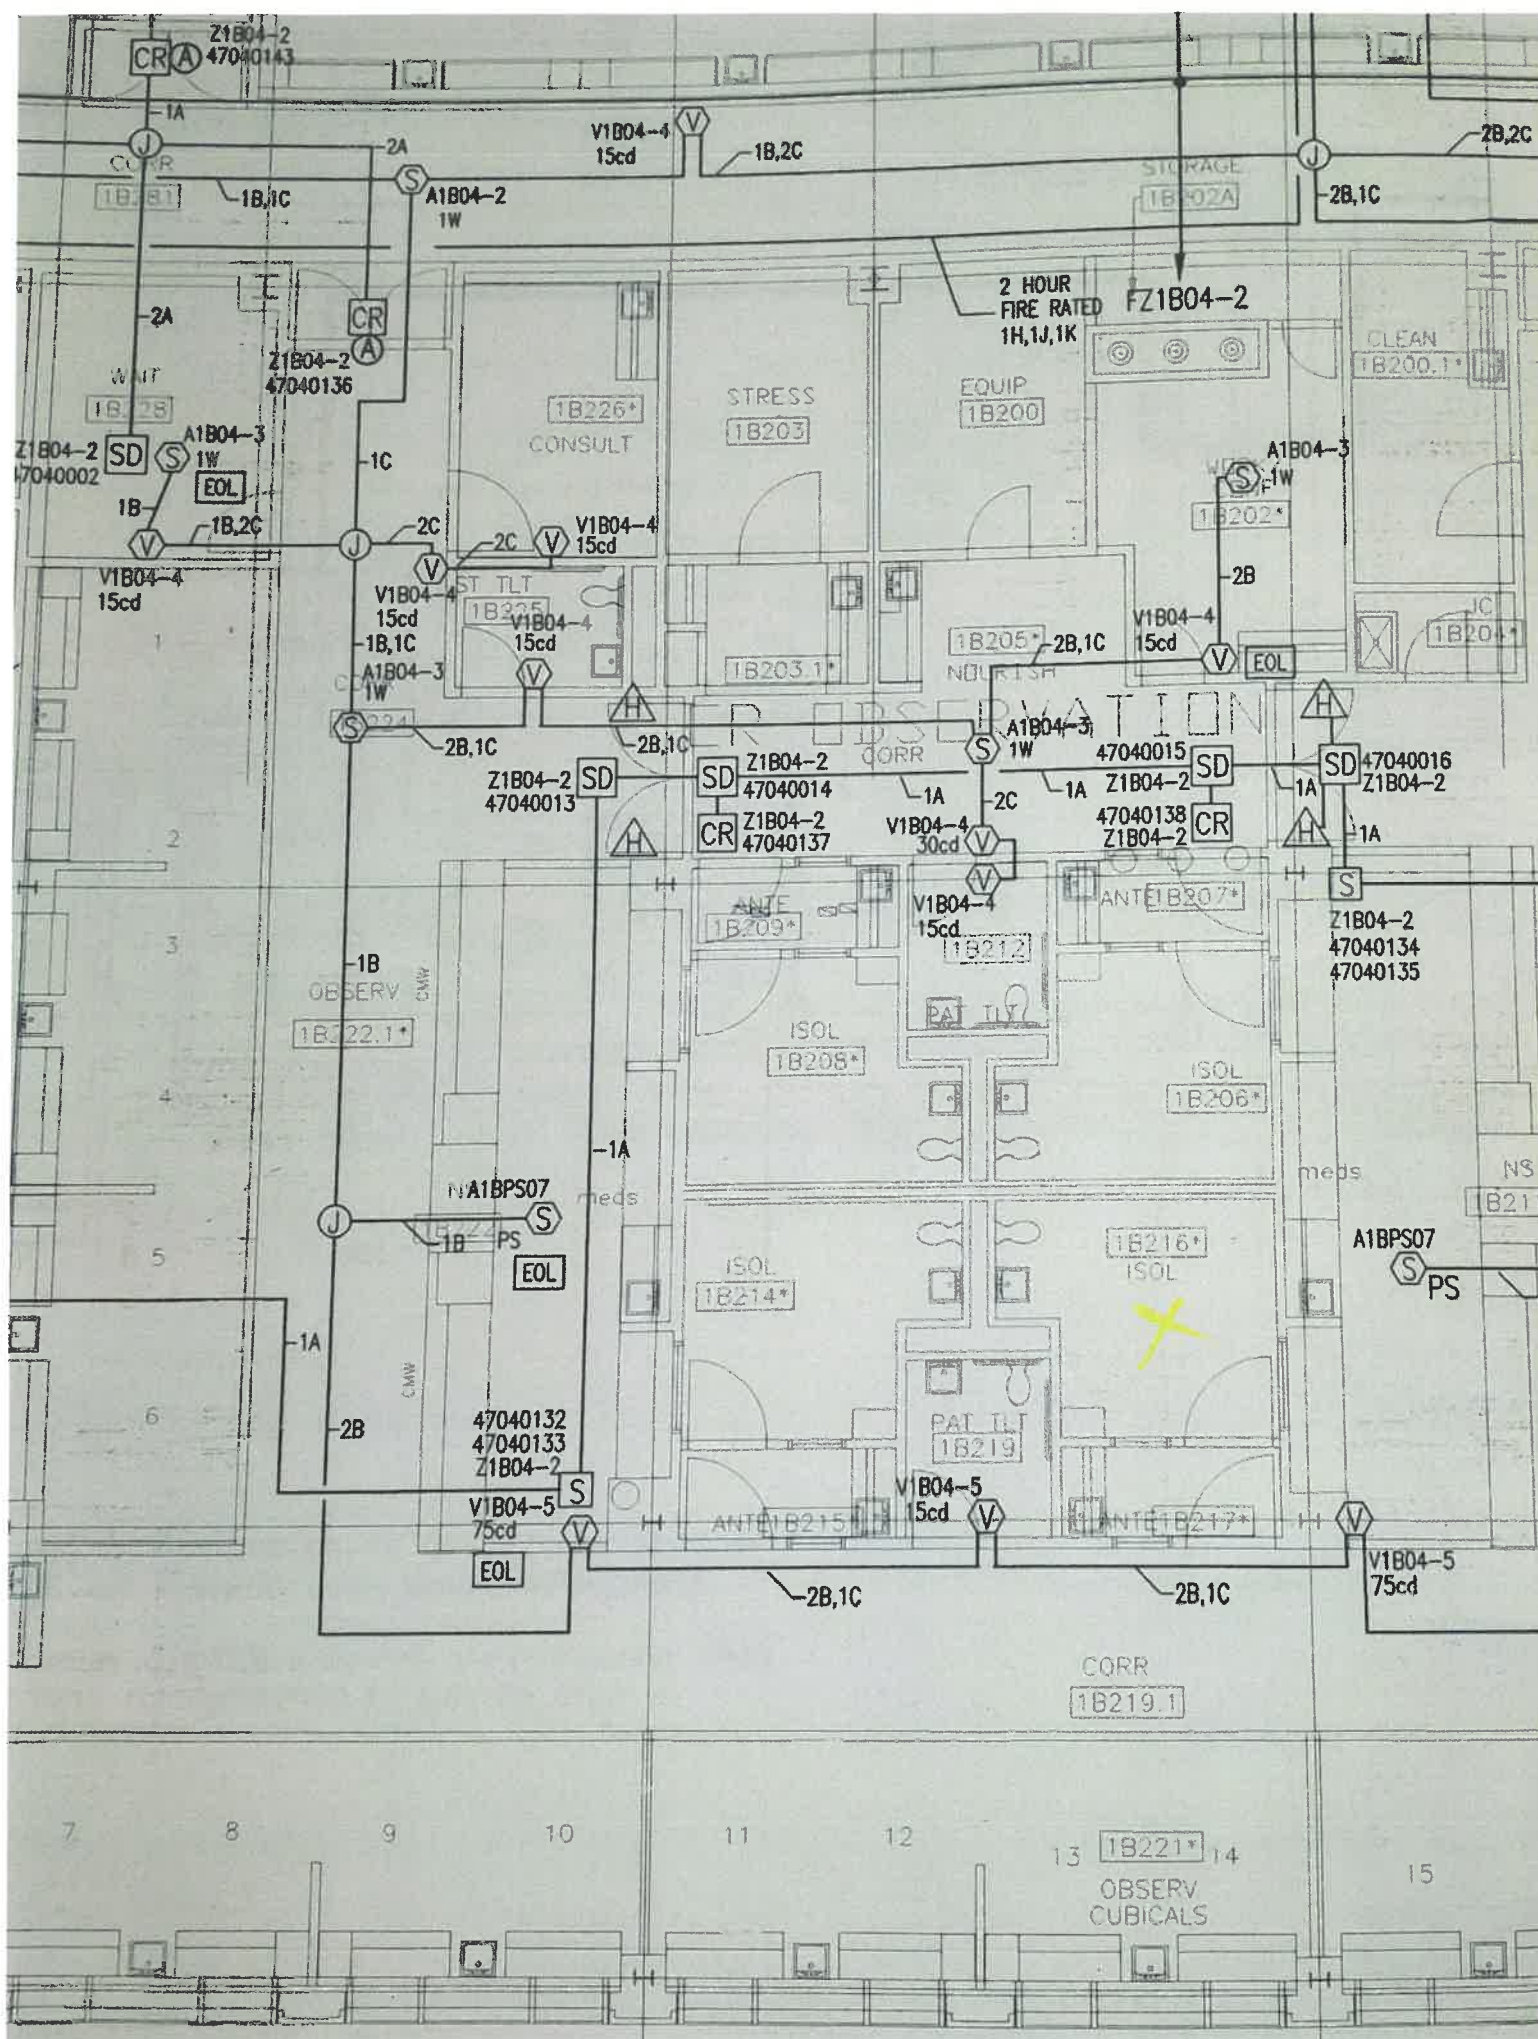 Z1B04-2
CR A 47040143
1A
J
2A
CORR
1B,1C
S
A1B04-2
1W
V1B04-4
15cd
V
1B,2C
STORAGE
1B202A
J
2B,2C
2B,1C
2 HOUR
FIRE RATED
1H,1J,1K
FZ1B04-2
2A
CR
A
Z1B04-2
47040136
WAIT
CLEAN
1B200.1*
1B226*
CONSULT
STRESS
1B203
EQUIP
1B200
Z1B04-2
47040002
SD
S
A1B04-3
1W
EOL
1C
A1B04-3
1W
S
1B202*
1B
1B,2C
V
V1B04-4
15cd
J
2C
V
V1B04-4
15cd
2C
V
V1B04-4
15cd
ST TLT
1B225
V1B04-4
15cd
V
2B
JC
1B204*
1B,1C
1B203.1*
1B205*
NOURISH
2B,1C
V1B04-4
15cd
V
EOL
A1B04-3
1W
S
2B,1C
H
2B,1C
ER OBSERVATION
CORR
S
A1B04-3
1W
H
Z1B04-2
47040013
SD
SD
Z1B04-2
47040014
1A
1A
47040015
Z1B04-2
SD
1A
SD
47040016
Z1B04-2
2C
H
CR
Z1B04-2
47040137
V1B04-4
30cd
V
47040138
Z1B04-2
CR
H
1A
V
V1B04-4
15cd
ANTE
1B209*
ANTE 1B207*
S
Z1B04-2
47040134
47040135
1B212
PAT TLT
1
2
3
4
5
6
1B
OBSERV
1B222.1*
CMW
ISOL
1B208*
ISOL
1B206*
1A
meds
meds
NS
A1BPS07
J
S
1B
PS
EOL
1B216*
ISOL
ISOL
1B214*
A1BPS07
S
PS
1A
CMW
2B
47040132
47040133
Z1B04-2
S
PAT TLT
1B219
V1B04-5
75cd
V
EOL
ANTE 1B215*
V1B04-5
15cd
V
ANTE 1B217*
V
V1B04-5
75cd
2B,1C
2B,1C
CORR
1B219.1
7
8
9
10
11
12
13
1B221*
14
OBSERV
CUBICALS
15